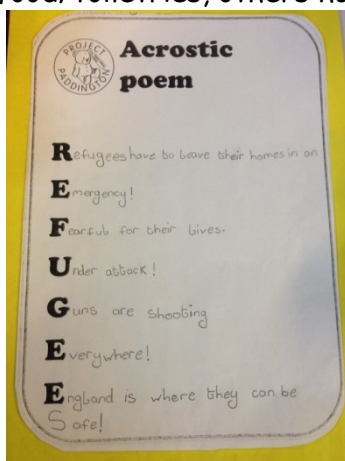 PROJECT PADDINGTON
Acrostic
poem
Refugees have to leave their homes in an
Emergency!
Fearful for their lives.
Under attack!
Guns are shooting
Everywhere!
England is where they can be
Safe!